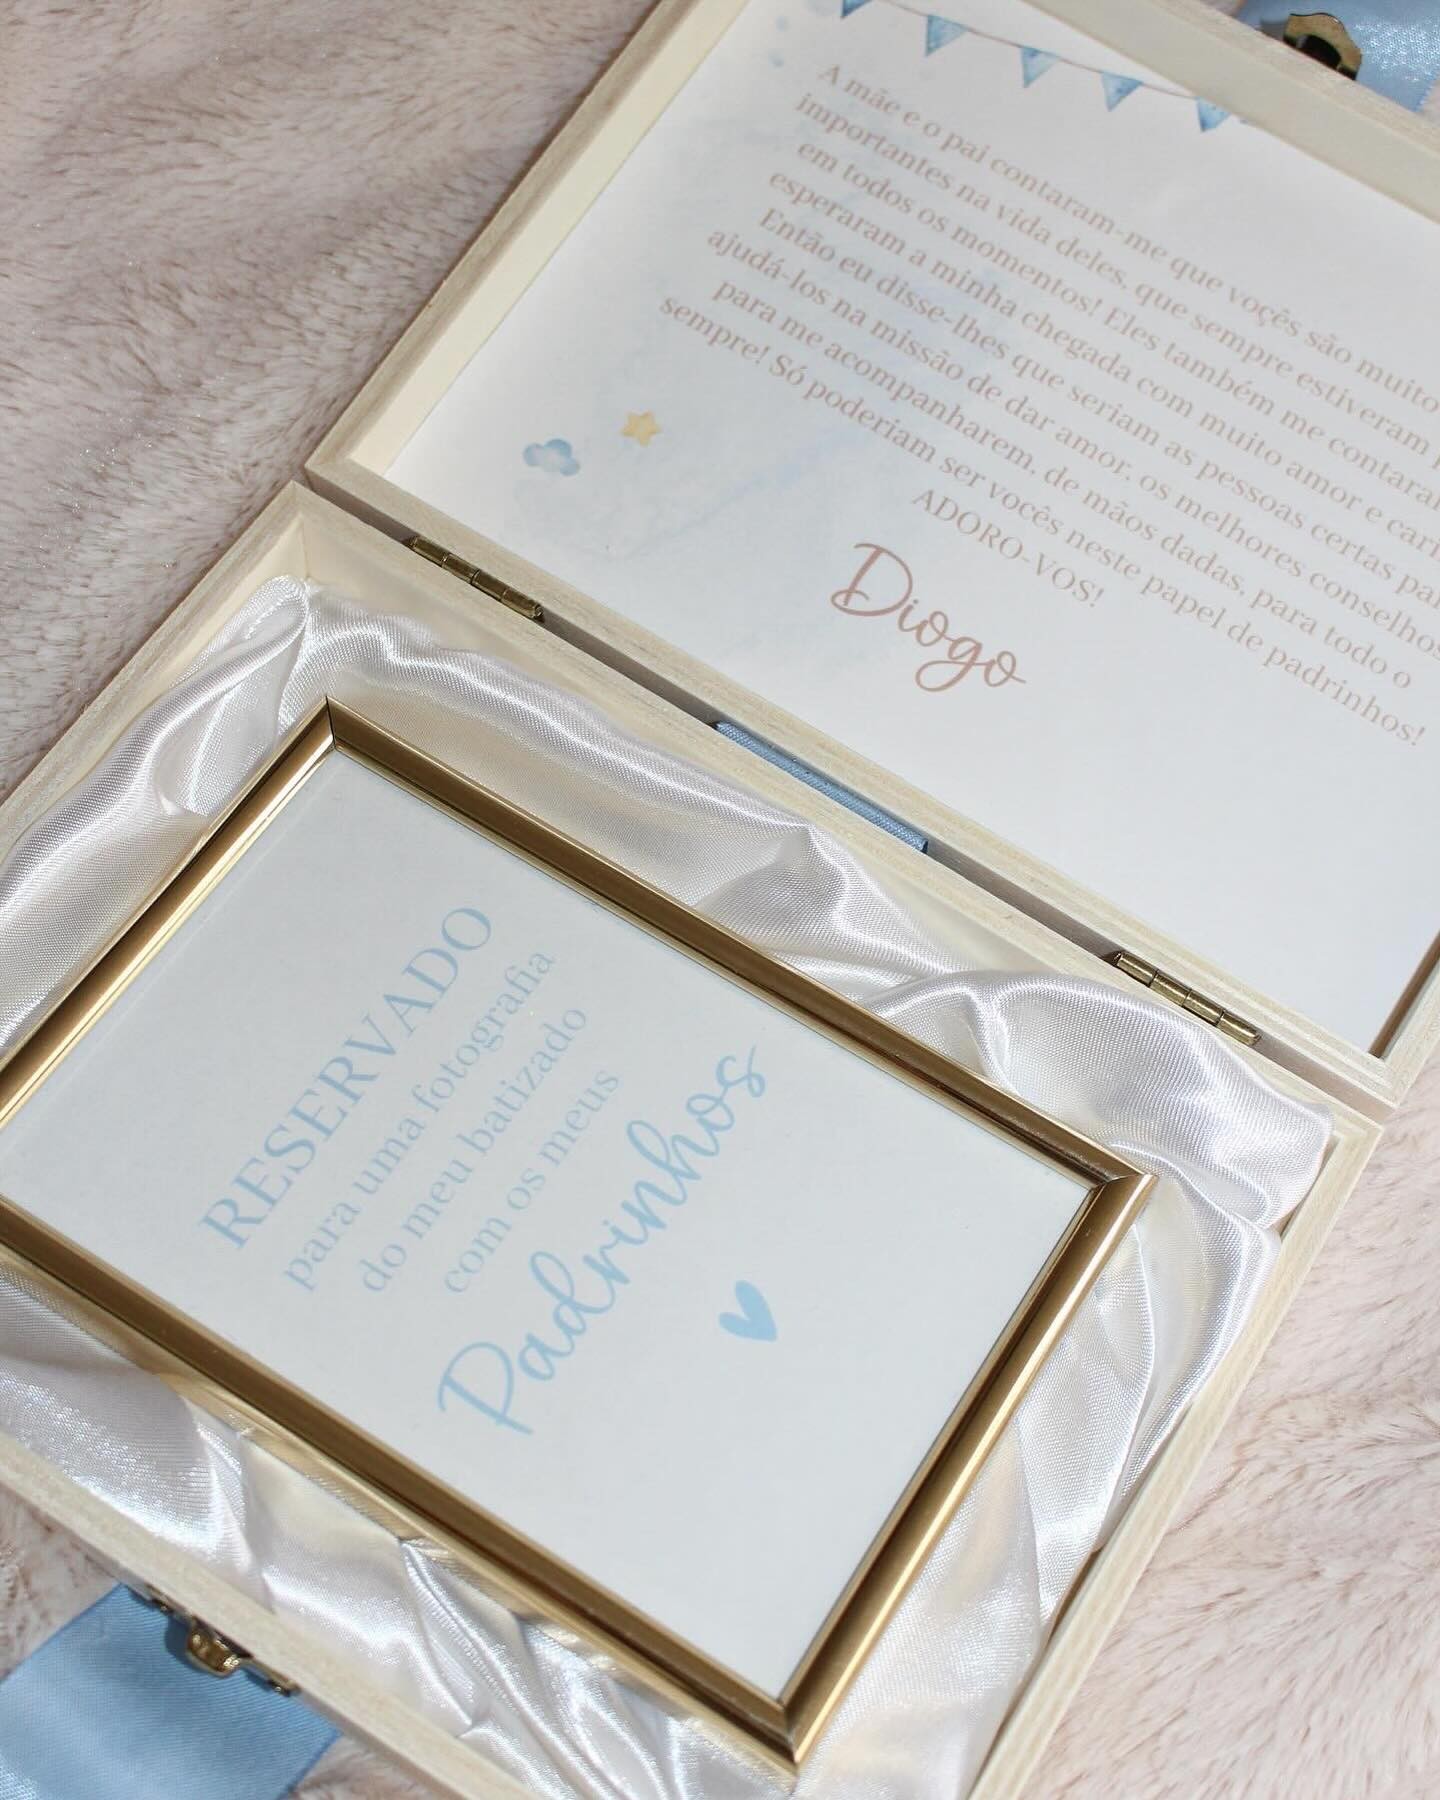 A mãe e o pai contaram-me que voçês são muito
importantes na vida deles, que sempre estiveram
em todos os momentos! Eles também me contaram
esperaram a minha chegada com muito amor e
Então eu disse-lhes que seriam as pessoas certas
ajudá-los na missão de dar amor, os melhores conselhos
para me acompanharem, de mãos dadas, para todo o
sempre! Só poderiam ser vocês neste papel de padrinhos!
ADORO-VOS!
Diogo
RESERVADO
para uma fotografia
do meu batizado
com os meus
Padrinhos